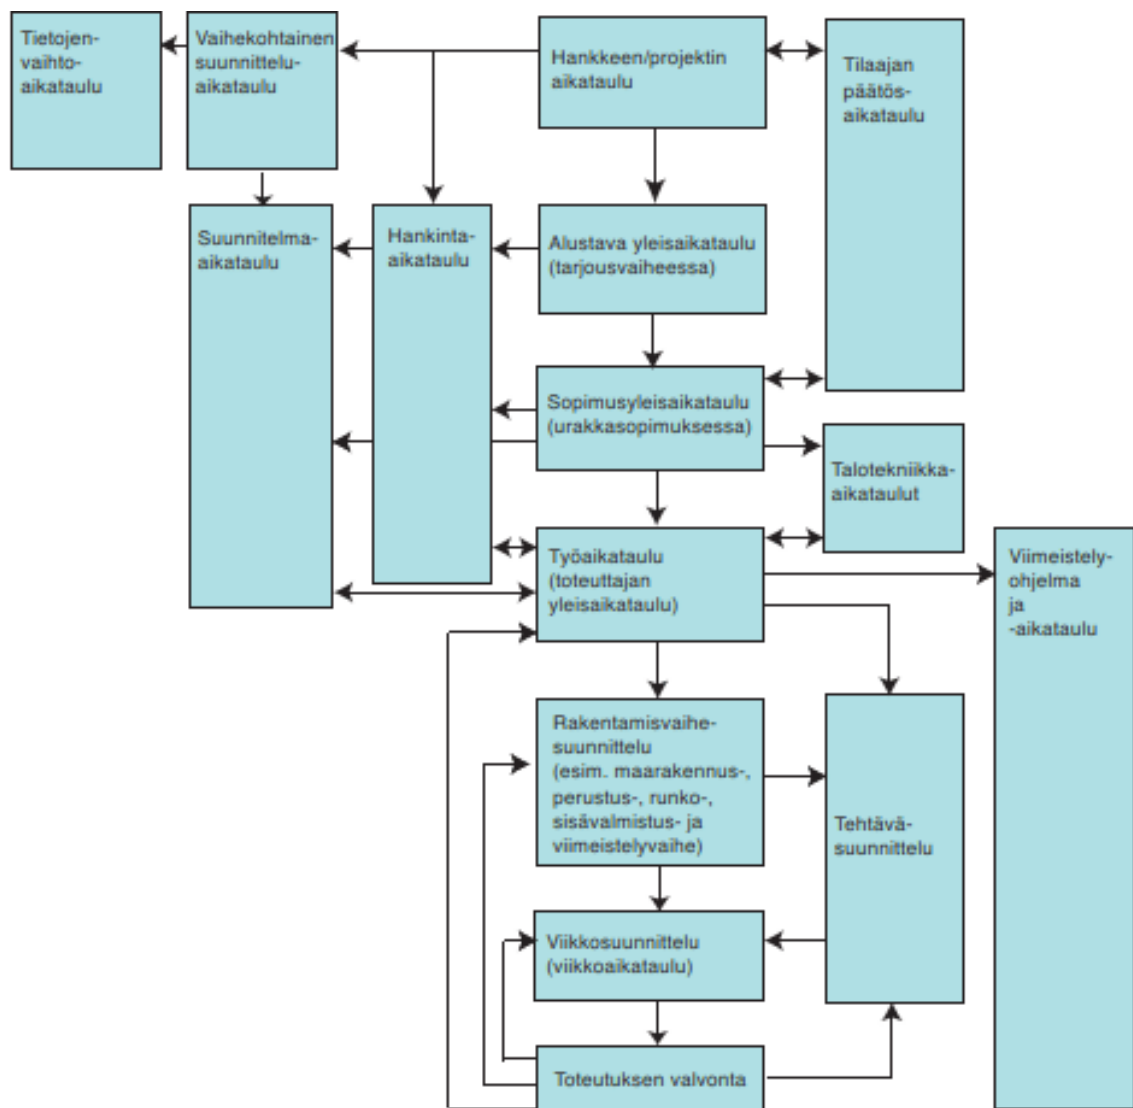 Tietojen-
vaihto-
aikataulu
Vaihekohtainen
suunnittelu-
aikataulu
Hankkeen/projektin
aikataulu
Tilaajan
päätös-
aikataulu
Suunnitelma-
aikataulu
Hankinta-
aikataulu
Alustava yleisaikataulu
(tarjousvaiheessa)
Sopimusyleisaikataulu
(urakkasopimuksessa)
Talotekniikka-
aikataulut
Työaikataulu
(toteuttajan
yleisaikataulu)
Viimeistely-
ohjelma
ja
-aikataulu
Rakentamisvaihe-
suunnittelu
(esim. maarakennus-,
perustus-, runko-,
sisävalmistus- ja
viimeistelyvaihe)
Tehtävä-
suunnittelu
Viikkosuunnittelu
(viikkoaikataulu)
Toteutuksen valvonta